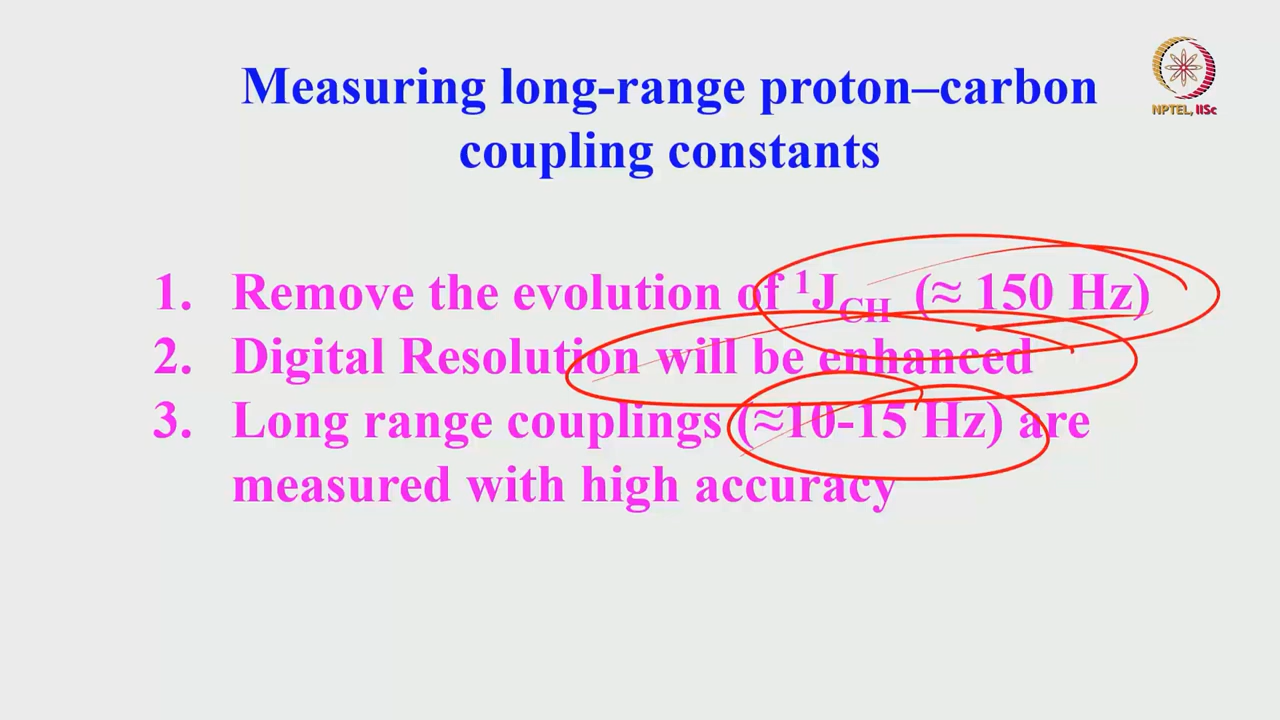 NPTEL, IISc
Measuring long-range proton–carbon
coupling constants
1. Remove the evolution of ¹J_CH (≈ 150 Hz)
2. Digital Resolution will be enhanced
3. Long range couplings (≈10-15 Hz) are
measured with high accuracy